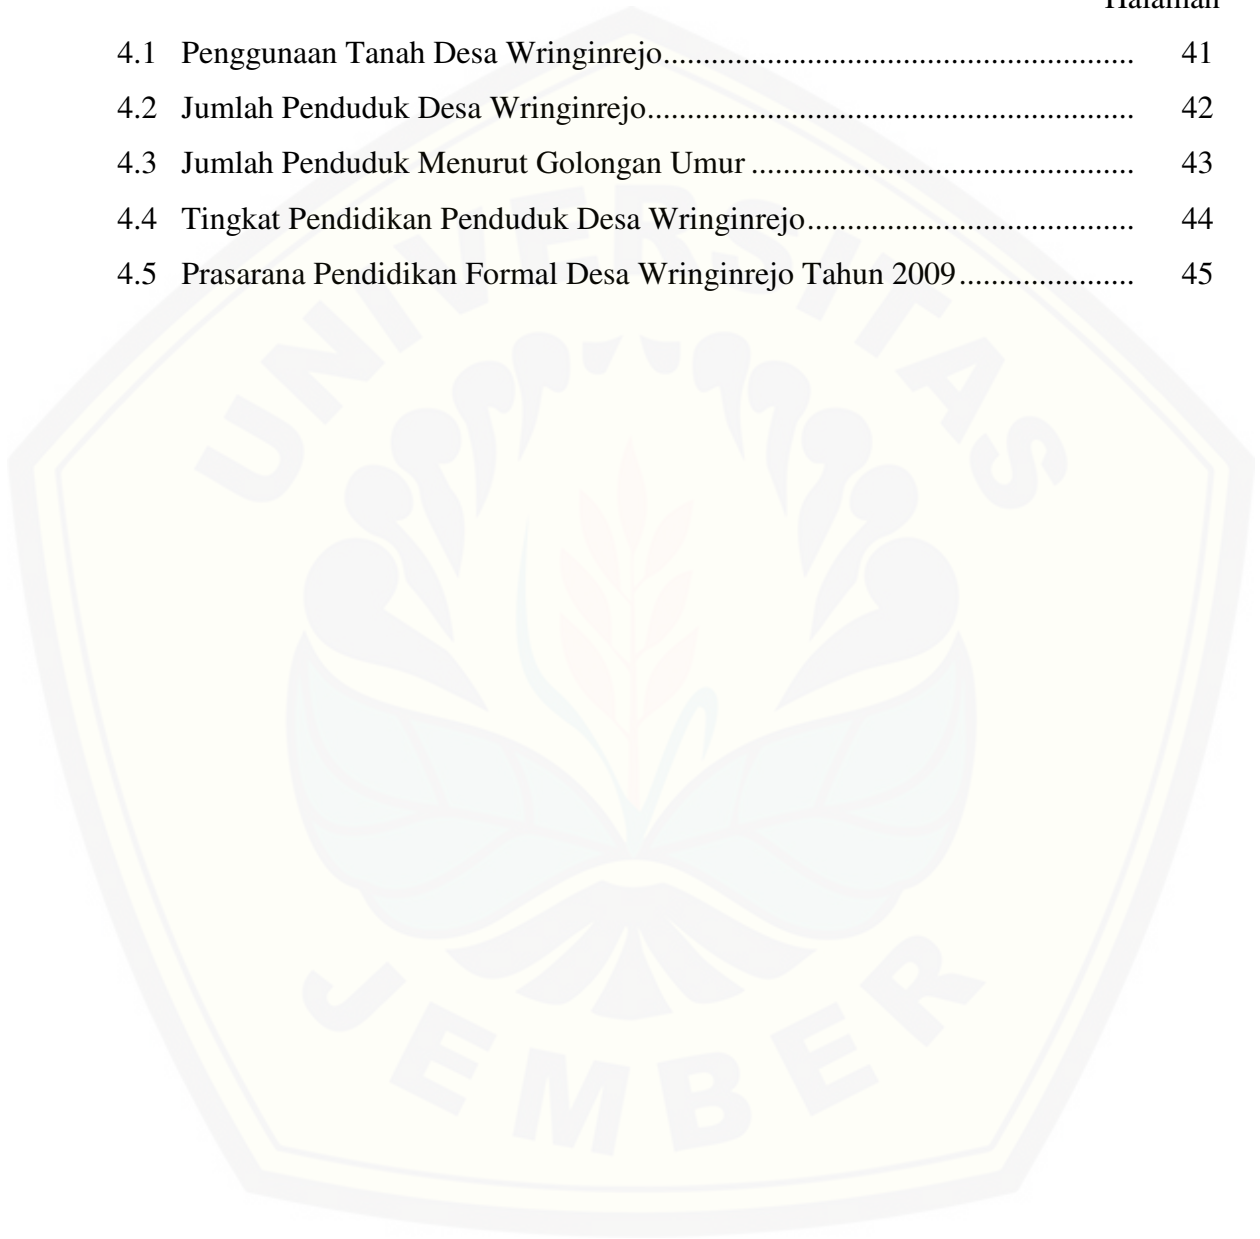 Halaman
4.1 Penggunaan Tanah Desa Wringinrejo........................................................... 41
4.2 Jumlah Penduduk Desa Wringinrejo............................................................. 42
4.3 Jumlah Penduduk Menurut Golongan Umur ................................................ 43
4.4 Tingkat Pendidikan Penduduk Desa Wringinrejo......................................... 44
4.5 Prasarana Pendidikan Formal Desa Wringinrejo Tahun 2009...................... 45
UNIVERSITAS
JEMBER